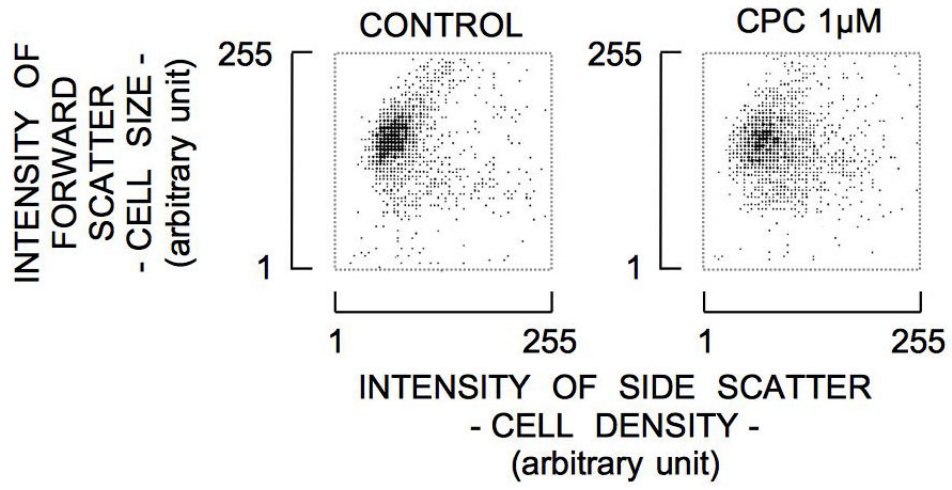 CONTROL
CPC 1µM
INTENSITY OF
FORWARD
SCATTER
- CELL SIZE -
(arbitrary unit)
255
1
255
1
1
255
1
255
INTENSITY OF SIDE SCATTER
- CELL DENSITY -
(arbitrary unit)